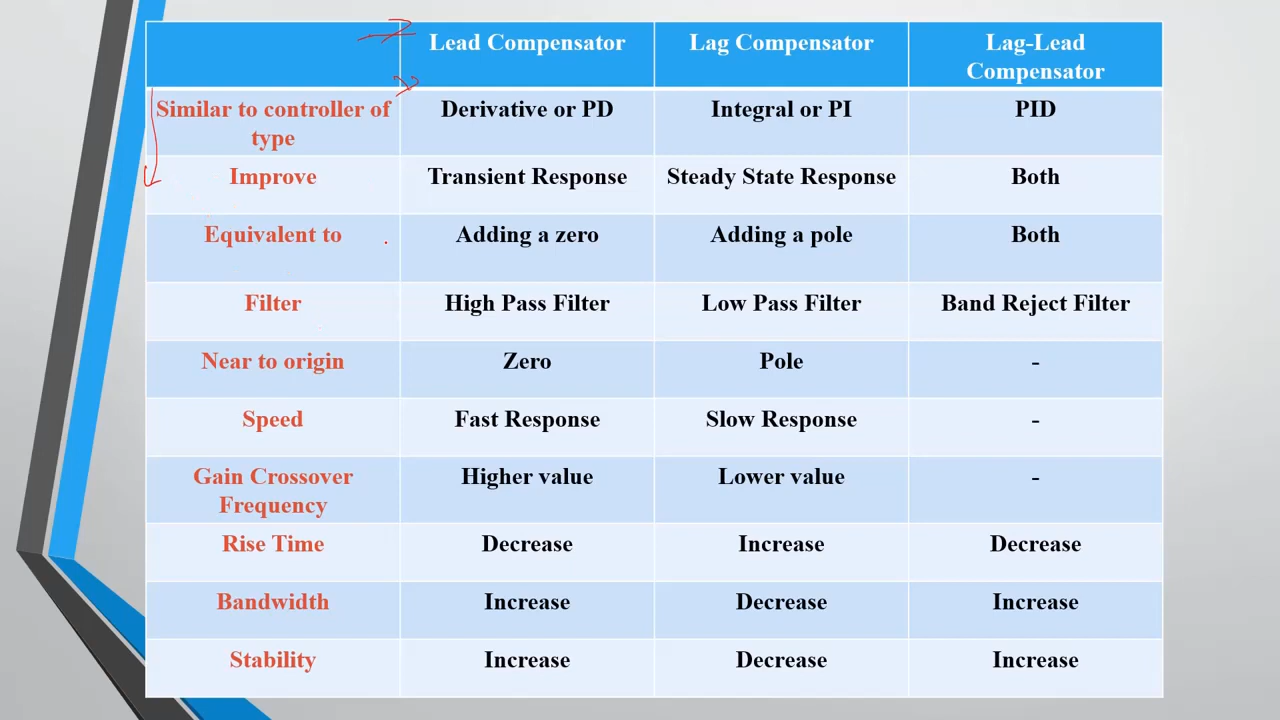 Lead Compensator Lag Compensator Lag-Lead
Compensator
Similar to controller of Derivative or PD Integral or PI PID
type
Improve Transient Response Steady State Response Both
Equivalent to Adding a zero Adding a pole Both
Filter High Pass Filter Low Pass Filter Band Reject Filter
Near to origin Zero Pole -
Speed Fast Response Slow Response -
Gain Crossover Higher value Lower value -
Frequency
Rise Time Decrease Increase Decrease
Bandwidth Increase Decrease Increase
Stability Increase Decrease Increase